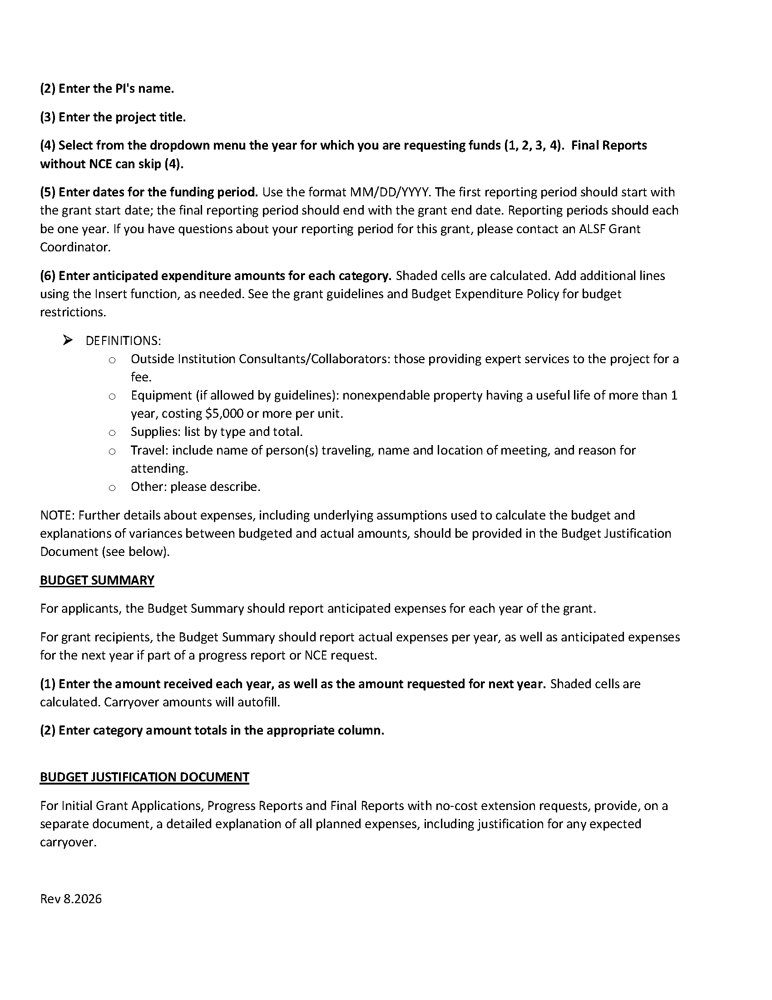 (2) Enter the PI's name.
(3) Enter the project title.
(4) Select from the dropdown menu the year for which you are requesting funds (1, 2, 3, 4).  Final Reports
without NCE can skip (4).
(5) Enter dates for the funding period. Use the format MM/DD/YYYY. The first reporting period should start with
the grant start date; the final reporting period should end with the grant end date. Reporting periods should each
be one year. If you have questions about your reporting period for this grant, please contact an ALSF Grant
Coordinator.
(6) Enter anticipated expenditure amounts for each category. Shaded cells are calculated. Add additional lines
using the Insert function, as needed. See the grant guidelines and Budget Expenditure Policy for budget
restrictions.
➢ DEFINITIONS:
o Outside Institution Consultants/Collaborators: those providing expert services to the project for a
fee.
o Equipment (if allowed by guidelines): nonexpendable property having a useful life of more than 1
year, costing $5,000 or more per unit.
o Supplies: list by type and total.
o Travel: include name of person(s) traveling, name and location of meeting, and reason for
attending.
o Other: please describe.
NOTE: Further details about expenses, including underlying assumptions used to calculate the budget and
explanations of variances between budgeted and actual amounts, should be provided in the Budget Justification
Document (see below).
BUDGET SUMMARY
For applicants, the Budget Summary should report anticipated expenses for each year of the grant.
For grant recipients, the Budget Summary should report actual expenses per year, as well as anticipated expenses
for the next year if part of a progress report or NCE request.
(1) Enter the amount received each year, as well as the amount requested for next year. Shaded cells are
calculated. Carryover amounts will autofill.
(2) Enter category amount totals in the appropriate column.
BUDGET JUSTIFICATION DOCUMENT
For Initial Grant Applications, Progress Reports and Final Reports with no-cost extension requests, provide, on a
separate document, a detailed explanation of all planned expenses, including justification for any expected
carryover.
Rev 8.2026